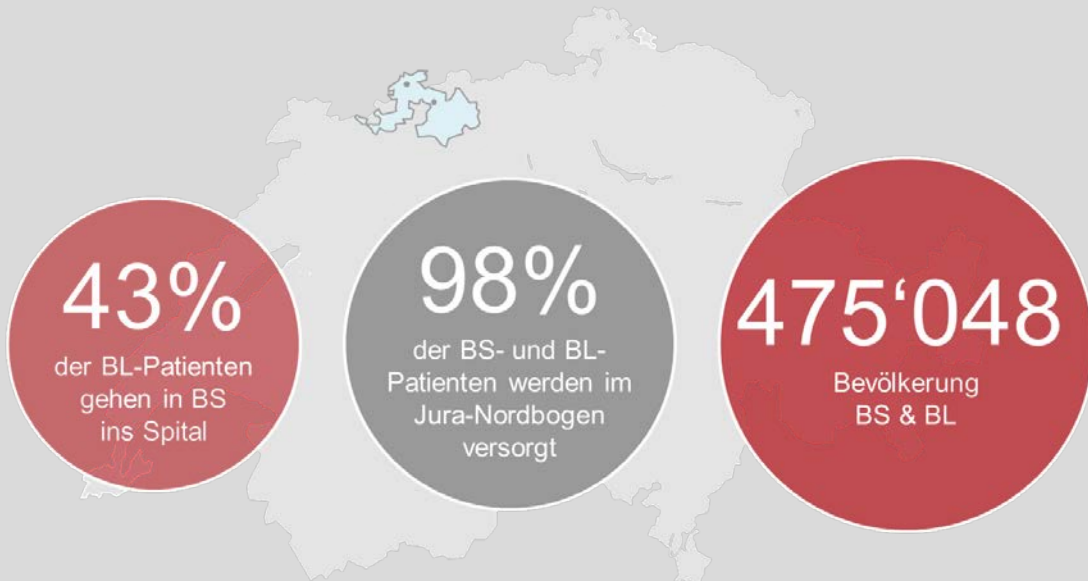 43%
der BL-Patienten
gehen in BS
ins Spital
98%
der BS- und BL-
Patienten werden im
Jura-Nordbogen
versorgt
475‘048
Bevölkerung
BS & BL